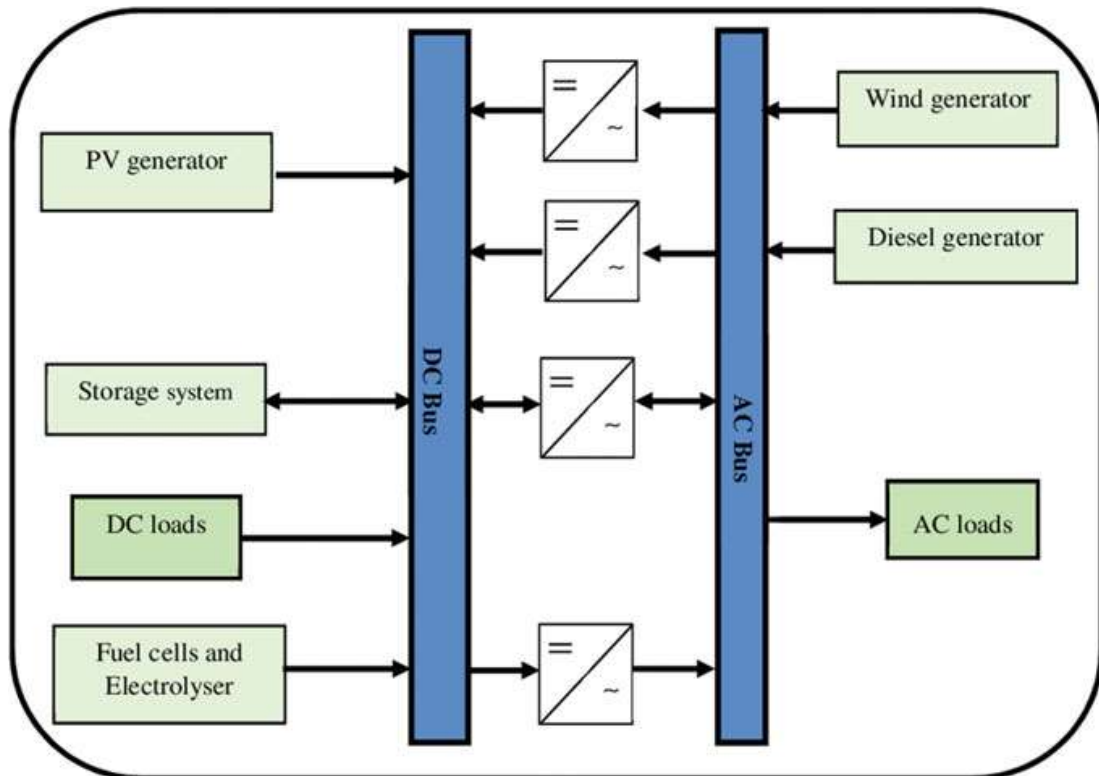 PV generator
Storage system
DC loads
Fuel cells and
Electrolyser
DC Bus
=
~
=
~
=
~
=
~
AC Bus
Wind generator
Diesel generator
AC loads